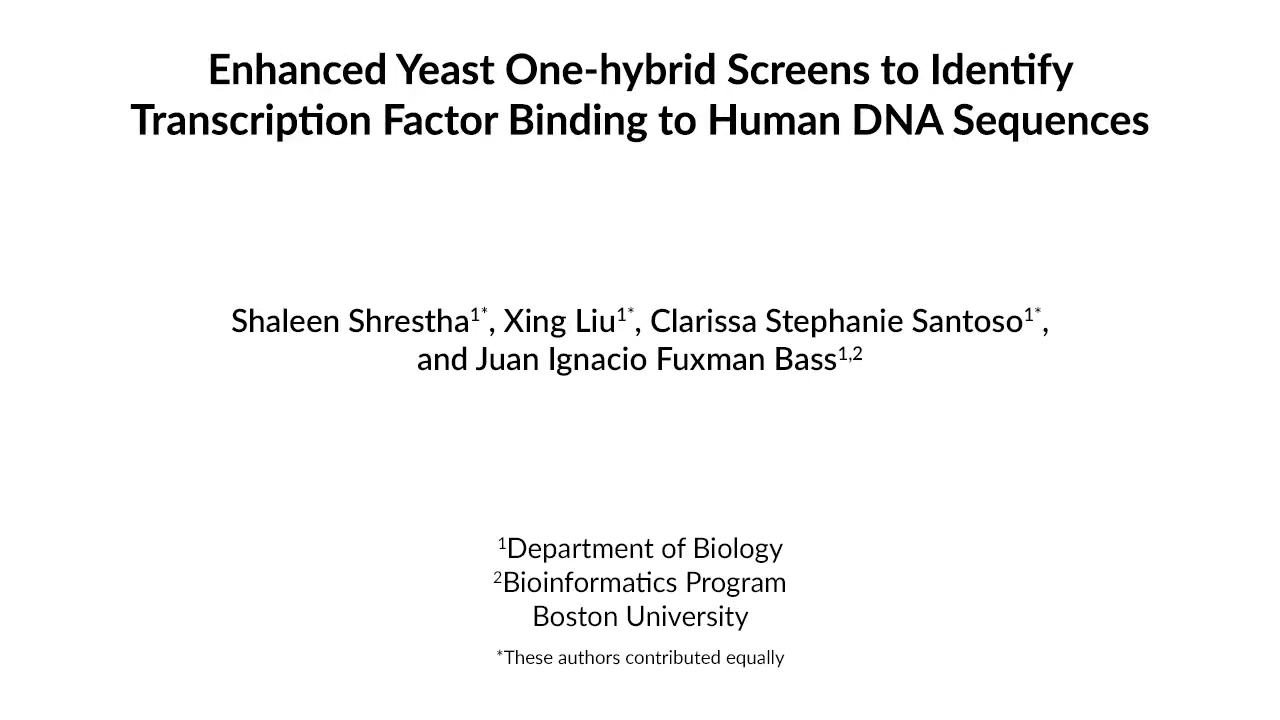 Enhanced Yeast One-hybrid Screens to Identify
Transcription Factor Binding to Human DNA Sequences
Shaleen Shrestha¹*, Xing Liu¹*, Clarissa Stephanie Santoso¹*,
and Juan Ignacio Fuxman Bass¹,²
¹Department of Biology
²Bioinformatics Program
Boston University
*These authors contributed equally